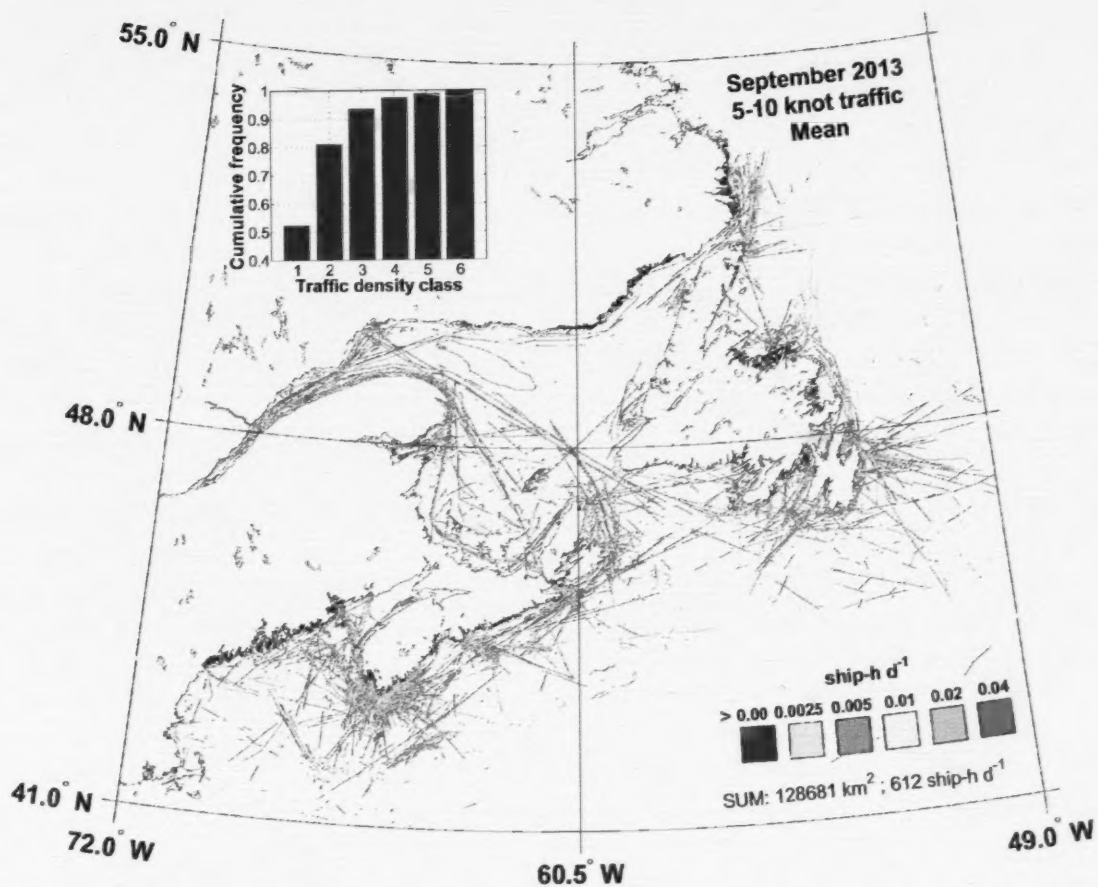 55.0° N
September 2013
5-10 knot traffic
Mean
Cumulative frequency
1
0.9
0.8
0.7
0.6
0.5
0.4
1 2 3 4 5 6
Traffic density class
48.0° N
ship-h d⁻¹
> 0.00 0.0025 0.005 0.01 0.02 0.04
SUM: 128681 km² ; 612 ship-h d⁻¹
41.0° N
72.0° W
60.5° W
49.0° W